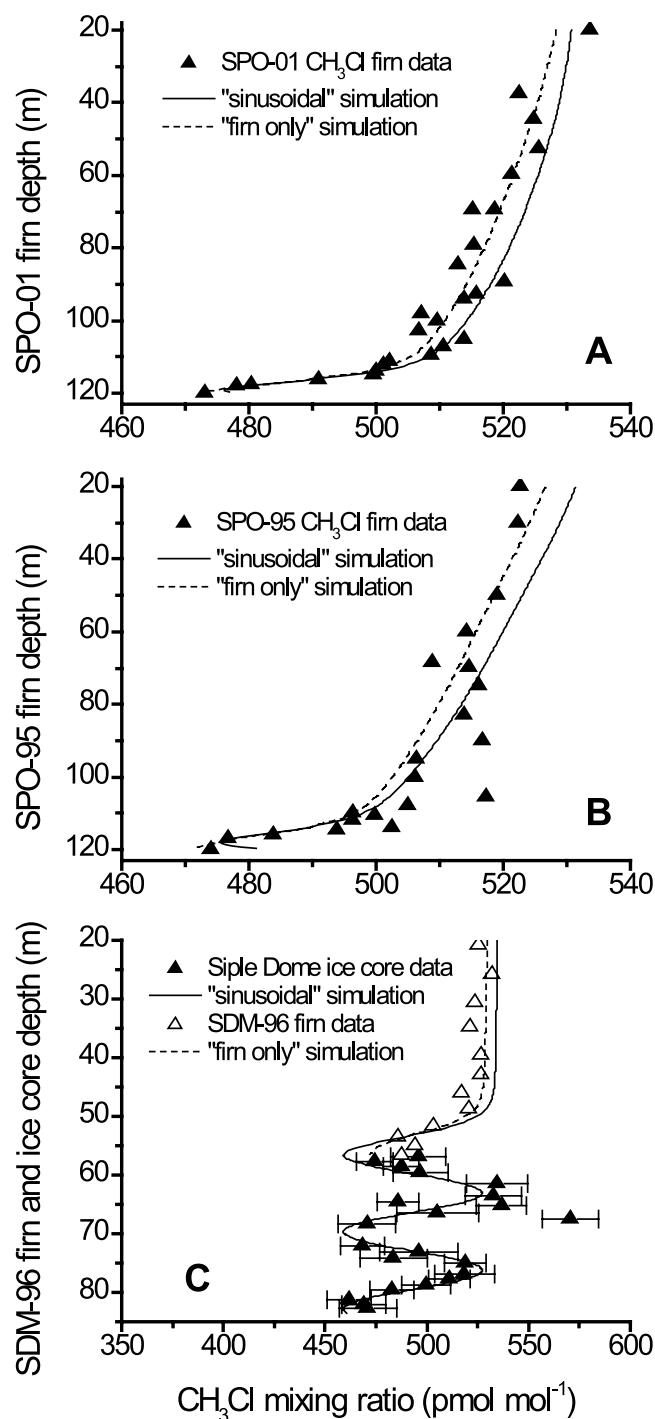 20
40
60
80
100
120
SPO-01 firn depth (m)
SPO-01 CH₃Cl firn data
"sinusoidal" simulation
"firn only" simulation
A
460 480 500 520 540
20
40
60
80
100
120
SPO-95 firn depth (m)
SPO-95 CH₃Cl firn data
"sinusoidal" simulation
"firn only" simulation
B
460 480 500 520 540
20
30
40
50
60
70
80
SDM-96 firn and ice core depth (m)
Siple Dome ice core data
"sinusoidal" simulation
SDM-96 firn data
"firn only" simulation
C
350 400 450 500 550 600
CH₃Cl mixing ratio (pmol mol⁻¹)